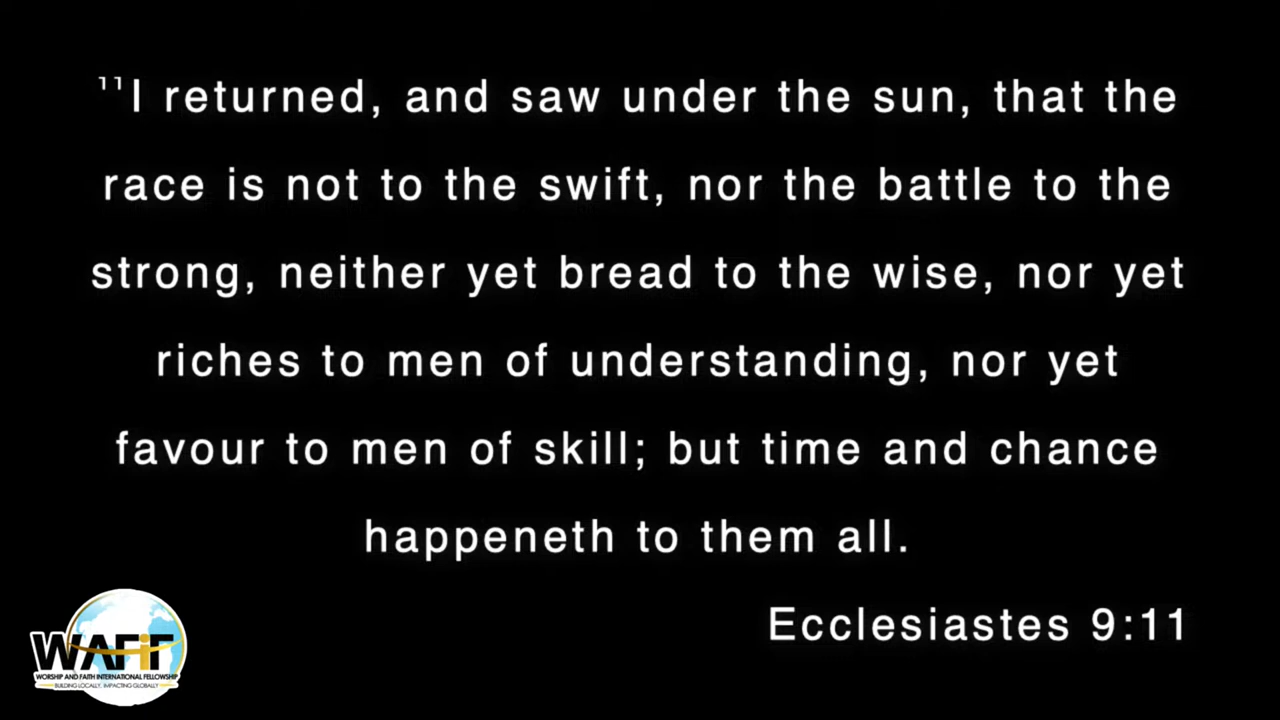 ¹¹I returned, and saw under the sun, that the
race is not to the swift, nor the battle to the
strong, neither yet bread to the wise, nor yet
riches to men of understanding, nor yet
favour to men of skill; but time and chance
happeneth to them all.
Ecclesiastes 9:11
WAFIF
WORSHIP AND FAITH INTERNATIONAL FELLOWSHIP
BUILDING LOCALLY, IMPACTING GLOBALLY